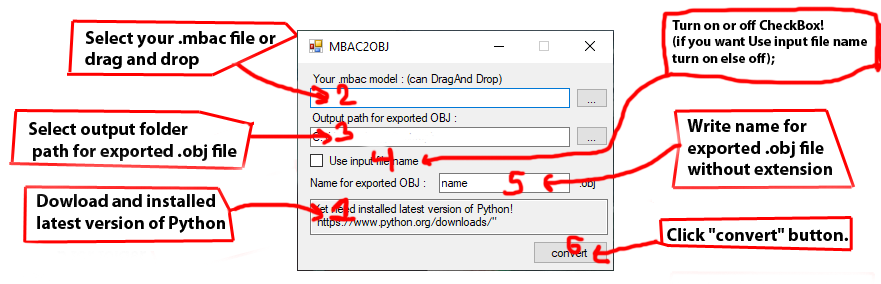 Select your .mbac file or
drag and drop
Turn on or off CheckBox!
(if you want Use input file name
turn on else off);
MBAC2OBJ
Your .mbac model : (can DragAnd Drop)
2
...
Output path for exported OBJ :
3
...
Select output folder
path for exported .obj file
Use input file name
4
Write name for
exported .obj file
without extension
Name for exported OBJ :
name
5
.obj
Dowload and installed
latest version of Python
1
need installed latest version of Python!
"https://www.python.org/downloads/"
6
convert
Click "convert" button.